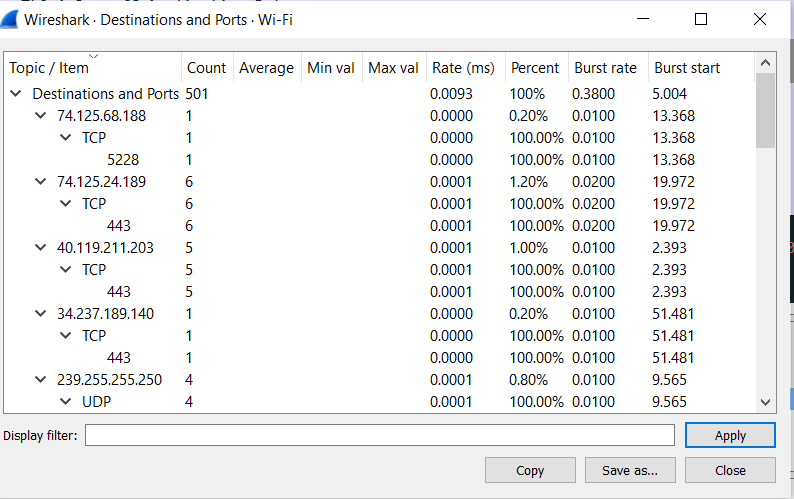 Wireshark · Destinations and Ports · Wi-Fi
Topic / Item Count Average Min val Max val Rate (ms) Percent Burst rate Burst start
Destinations and Ports 501 0.0093 100% 0.3800 5.004
74.125.68.188 1 0.0000 0.20% 0.0100 13.368
TCP 1 0.0000 100.00% 0.0100 13.368
5228 1 0.0000 100.00% 0.0100 13.368
74.125.24.189 6 0.0001 1.20% 0.0200 19.972
TCP 6 0.0001 100.00% 0.0200 19.972
443 6 0.0001 100.00% 0.0200 19.972
40.119.211.203 5 0.0001 1.00% 0.0100 2.393
TCP 5 0.0001 100.00% 0.0100 2.393
443 5 0.0001 100.00% 0.0100 2.393
34.237.189.140 1 0.0000 0.20% 0.0100 51.481
TCP 1 0.0000 100.00% 0.0100 51.481
443 1 0.0000 100.00% 0.0100 51.481
239.255.255.250 4 0.0001 0.80% 0.0100 9.565
UDP 4 0.0001 100.00% 0.0100 9.565
Display filter: Apply
Copy Save as... Close